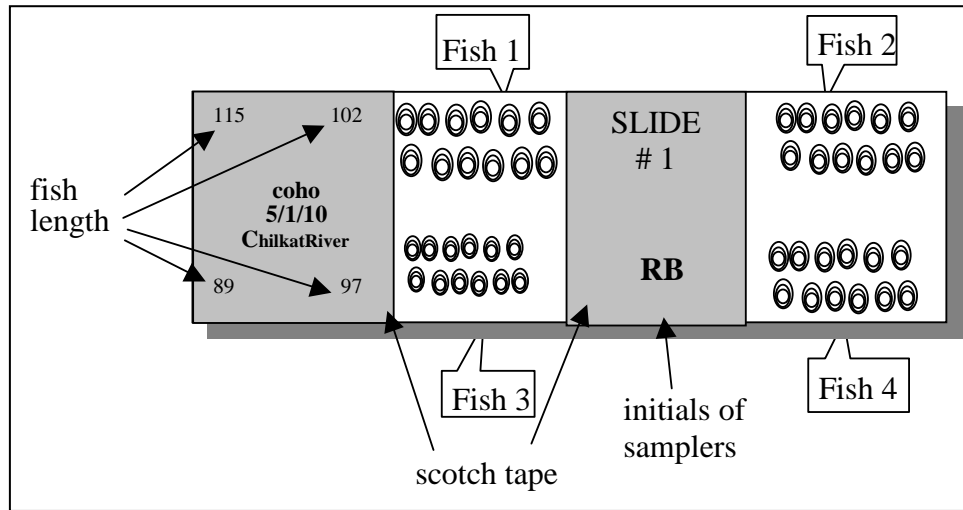 Fish 1
Fish 2
115
102
SLIDE
# 1
fish
length
coho
5/1/10
ChilkatRiver
RB
89
97
Fish 3
Fish 4
initials of
samplers
scotch tape